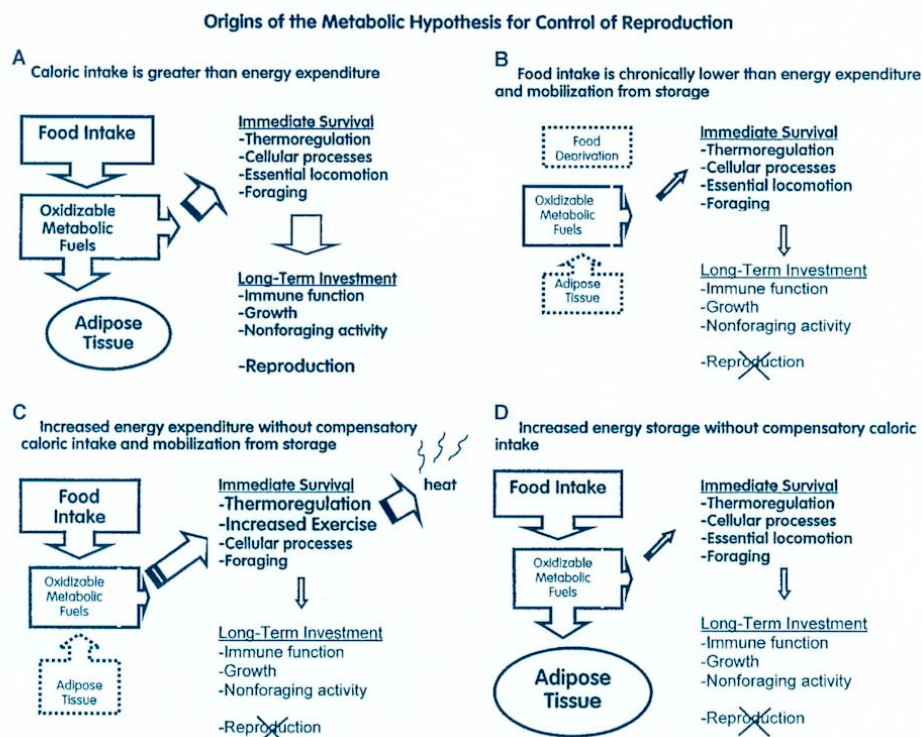 Origins of the Metabolic Hypothesis for Control of Reproduction
A
Caloric intake is greater than energy expenditure
Food Intake
Oxidizable
Metabolic
Fuels
Adipose
Tissue
Immediate Survival
-Thermoregulation
-Cellular processes
-Essential locomotion
-Foraging
Long-Term Investment
-Immune function
-Growth
-Nonforaging activity
-Reproduction
B
Food intake is chronically lower than energy expenditure
and mobilization from storage
Food
Deprivation
Oxidizable
Metabolic
Fuels
Adipose
Tissue
Immediate Survival
-Thermoregulation
-Cellular processes
-Essential locomotion
-Foraging
Long-Term Investment
-Immune function
-Growth
-Nonforaging activity
-Reproduction
C
Increased energy expenditure without compensatory
caloric intake and mobilization from storage
Food
Intake
Oxidizable
Metabolic
Fuels
Adipose
Tissue
Immediate Survival
-Thermoregulation
-Increased Exercise
-Cellular processes
-Foraging
heat
Long-Term Investment
-Immune function
-Growth
-Nonforaging activity
-Reproduction
D
Increased energy storage without compensatory caloric
intake
Food Intake
Oxidizable
Metabolic
Fuels
Adipose
Tissue
Immediate Survival
-Thermoregulation
-Cellular processes
-Essential locomotion
-Foraging
Long-Term Investment
-Immune function
-Growth
-Nonforaging activity
-Reproduction